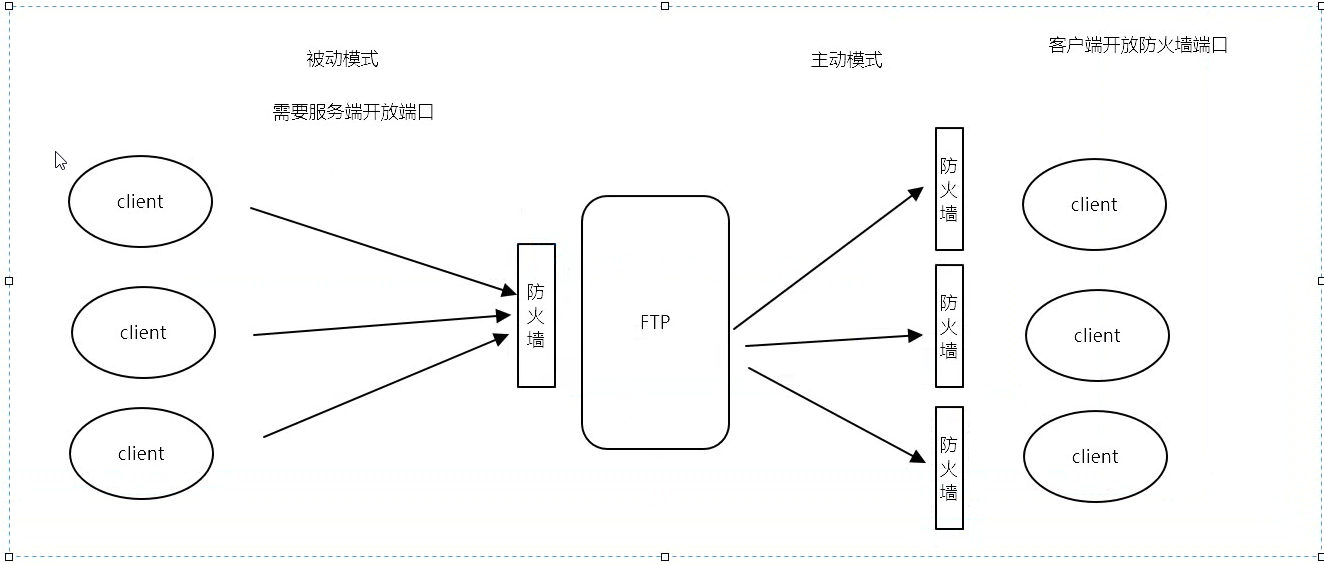 被动模式
主动模式
客户端开放防火墙端口
需要服务端开放端口
client
client
client
防火墙
FTP
防火墙
防火墙
防火墙
client
client
client